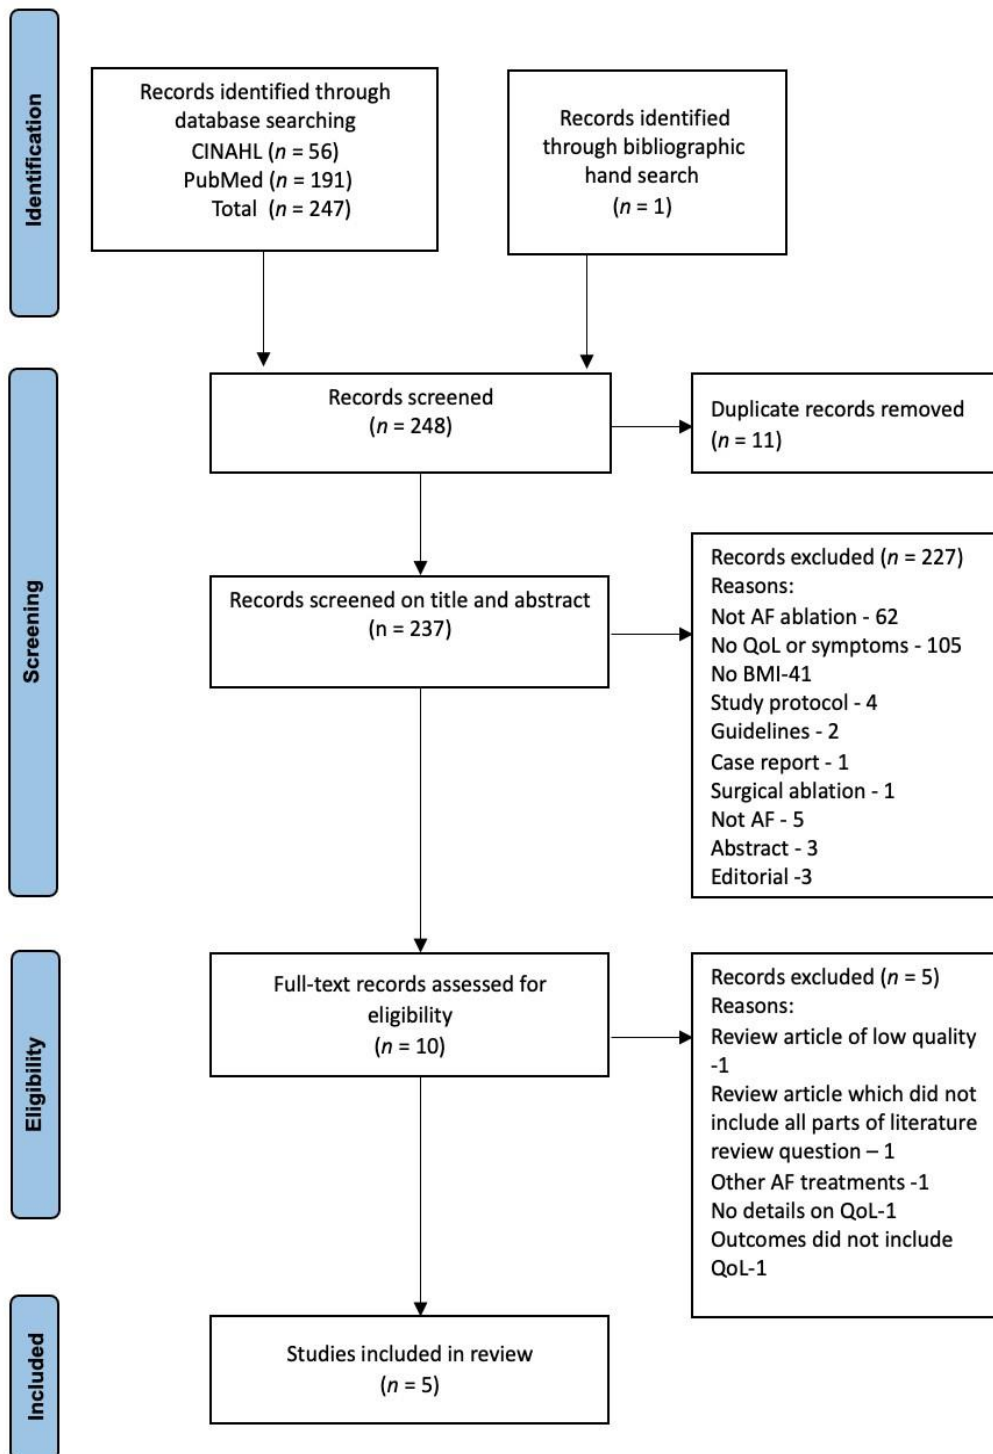 Identification
Records identified through
database searching
CINAHL (n = 56)
PubMed (n = 191)
Total (n = 247)
Records identified
through bibliographic
hand search
(n = 1)
Screening
Records screened
(n = 248)
Duplicate records removed
(n = 11)
Records screened on title and abstract
(n = 237)
Records excluded (n = 227)
Reasons:
Not AF ablation - 62
No QoL or symptoms - 105
No BMI-41
Study protocol - 4
Guidelines - 2
Case report - 1
Surgical ablation - 1
Not AF - 5
Abstract - 3
Editorial -3
Eligibility
Full-text records assessed for
eligibility
(n = 10)
Records excluded (n = 5)
Reasons:
Review article of low quality
-1
Review article which did not
include all parts of literature
review question – 1
Other AF treatments -1
No details on QoL-1
Outcomes did not include
QoL-1
Included
Studies included in review
(n = 5)